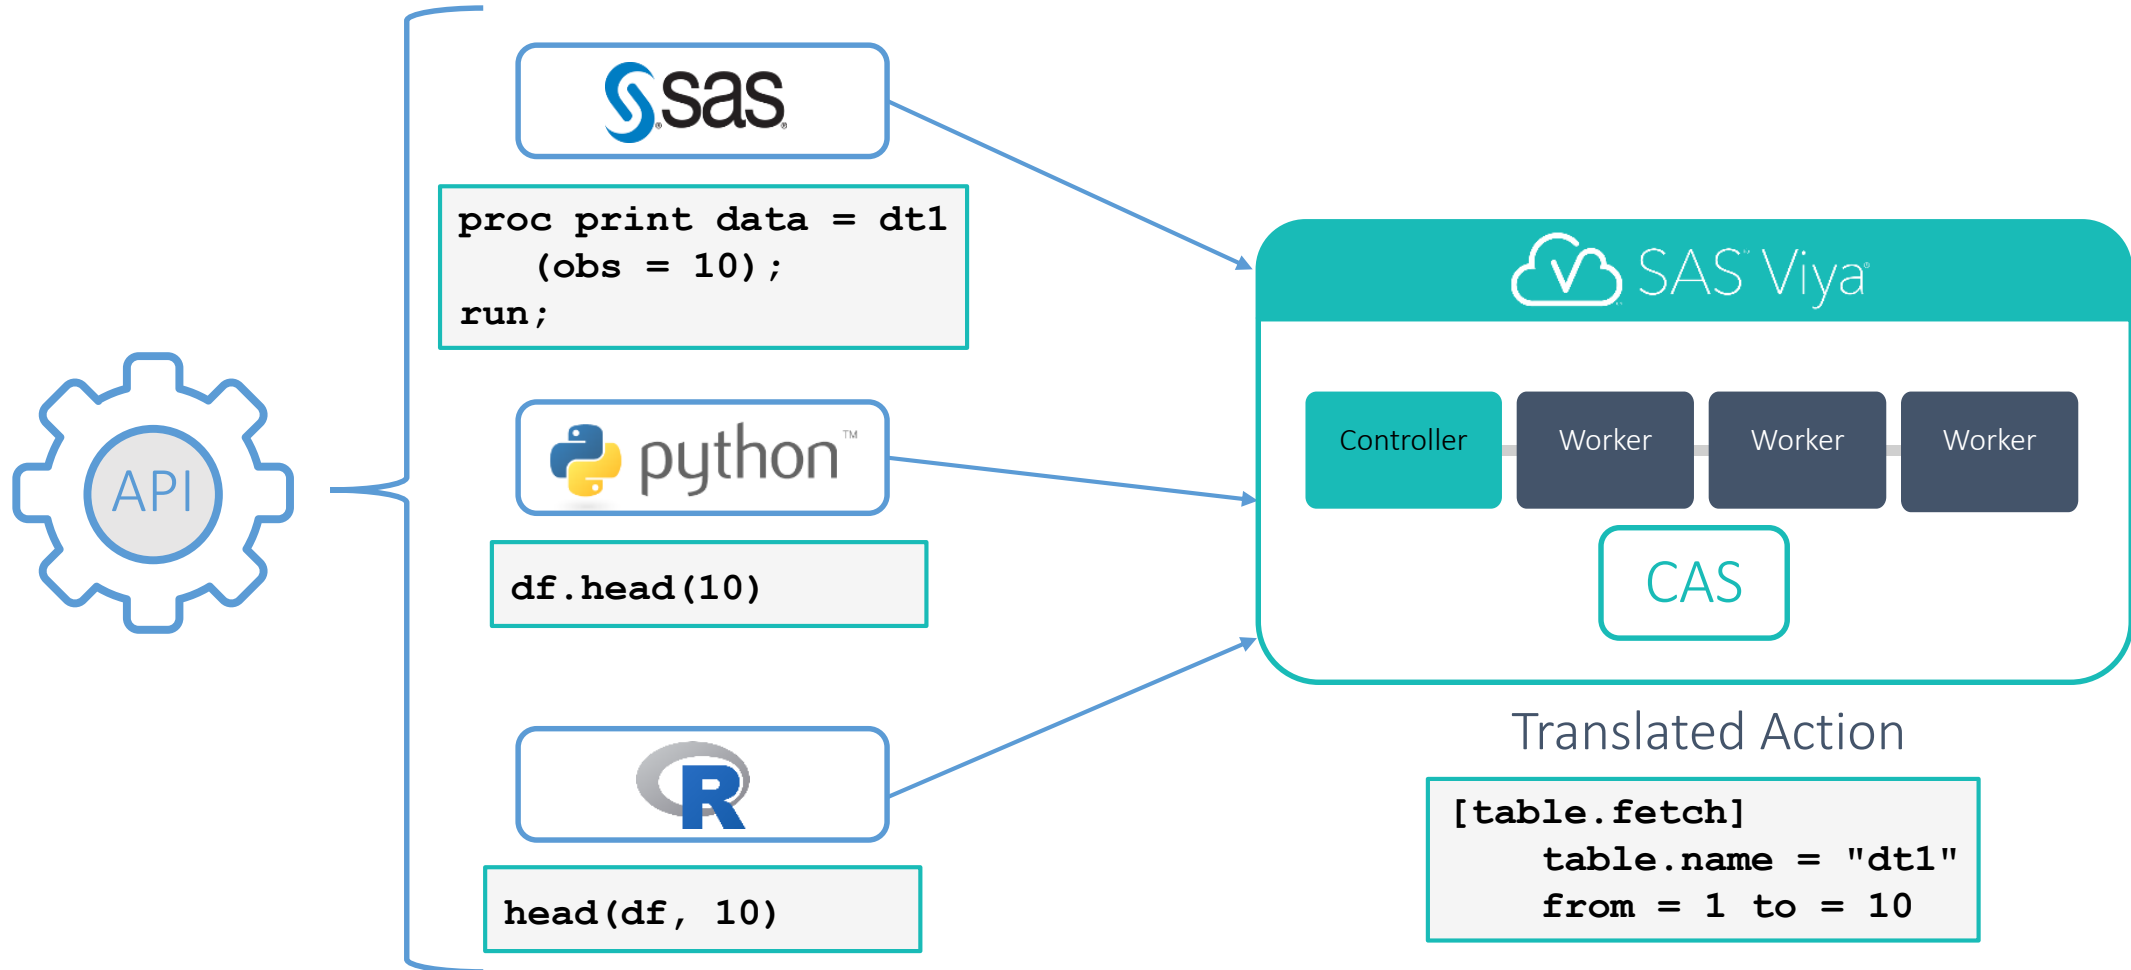 API
sas
proc print data = dt1
(obs = 10);
run;
python™
df.head(10)
R
head(df, 10)
SAS Viya
Controller
Worker
Worker
Worker
CAS
Translated Action
[table.fetch]
table.name = "dt1"
from = 1 to = 10